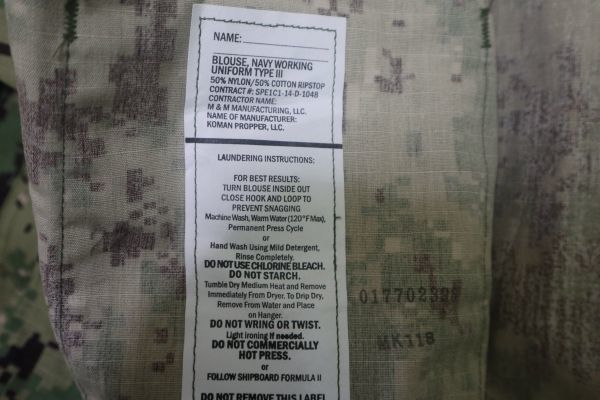 NAME:
BLOUSE, NAVY WORKING
UNIFORM TYPE III
50% NYLON/50% COTTON RIPSTOP
CONTRACT #: SPE1C1-14-D-1048
CONTRACTOR NAME:
M & M MANUFACTURING, LLC.
NAME OF MANUFACTURER:
KOMAN PROPPER, LLC.
LAUNDERING INSTRUCTIONS:
FOR BEST RESULTS:
TURN BLOUSE INSIDE OUT
CLOSE HOOK AND LOOP TO
PREVENT SNAGGING
Machine Wash, Warm Water (120°F Max),
Permanent Press Cycle
or
Hand Wash Using Mild Detergent,
Rinse Completely.
DO NOT USE CHLORINE BLEACH.
DO NOT STARCH.
Tumble Dry Medium Heat and Remove
Immediately From Dryer. To Drip Dry,
Remove From Water and Place
on Hanger.
DO NOT WRING OR TWIST.
Light ironing if needed.
DO NOT COMMERCIALLY
HOT PRESS.
or
FOLLOW SHIPBOARD FORMULA II
DO NOT REMOVE THIS LABEL
MK118